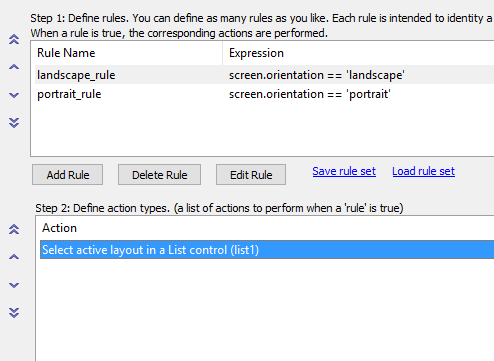 Step 1: Define rules. You can define as many rules as you like. Each rule is intended to identity a
When a rule is true, the corresponding actions are performed.
Rule Name Expression
landscape_rule screen.orientation == 'landscape'
portrait_rule screen.orientation == 'portrait'
Add Rule Delete Rule Edit Rule Save rule set Load rule set
Step 2: Define action types. (a list of actions to perform when a 'rule' is true)
Action
Select active layout in a List control (list1)